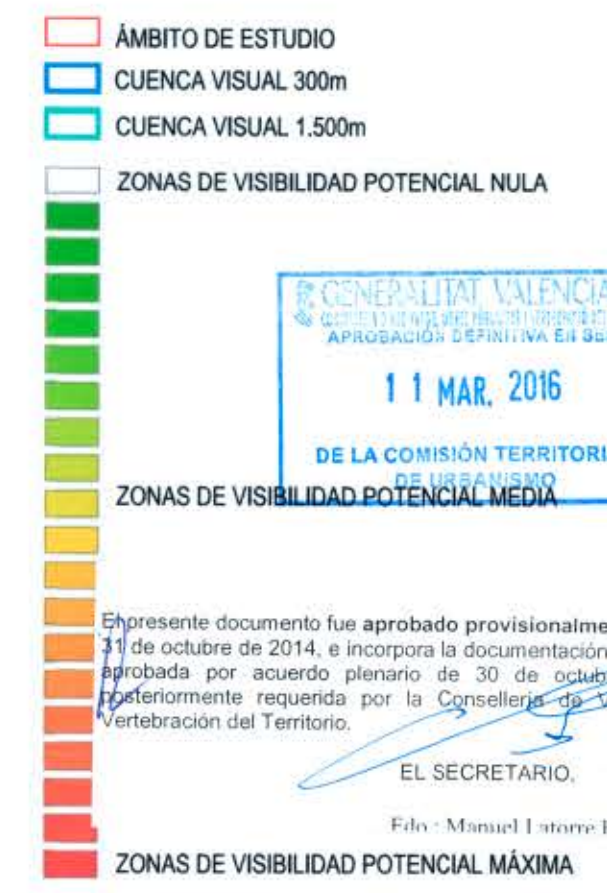 ÁMBITO DE ESTUDIO
CUENCA VISUAL 300m
CUENCA VISUAL 1.500m
ZONAS DE VISIBILIDAD POTENCIAL NULA
GENERALITAT VALENCIA
APROBACIÓN DEFINITIVA EN
1 1 MAR. 2016
DE LA COMISIÓN TERRITORI
DE URBANISMO
ZONAS DE VISIBILIDAD POTENCIAL MEDIA
El presente documento fue aprobado provisionalme
31 de octubre de 2014, e incorpora la documentación
aprobada por acuerdo plenario de 30 de octub
posteriormente requerida por la Conselleria de V
Vertebración del Territorio.
EL SECRETARIO,
Fdo.: Manuel Latorre
ZONAS DE VISIBILIDAD POTENCIAL MÁXIMA